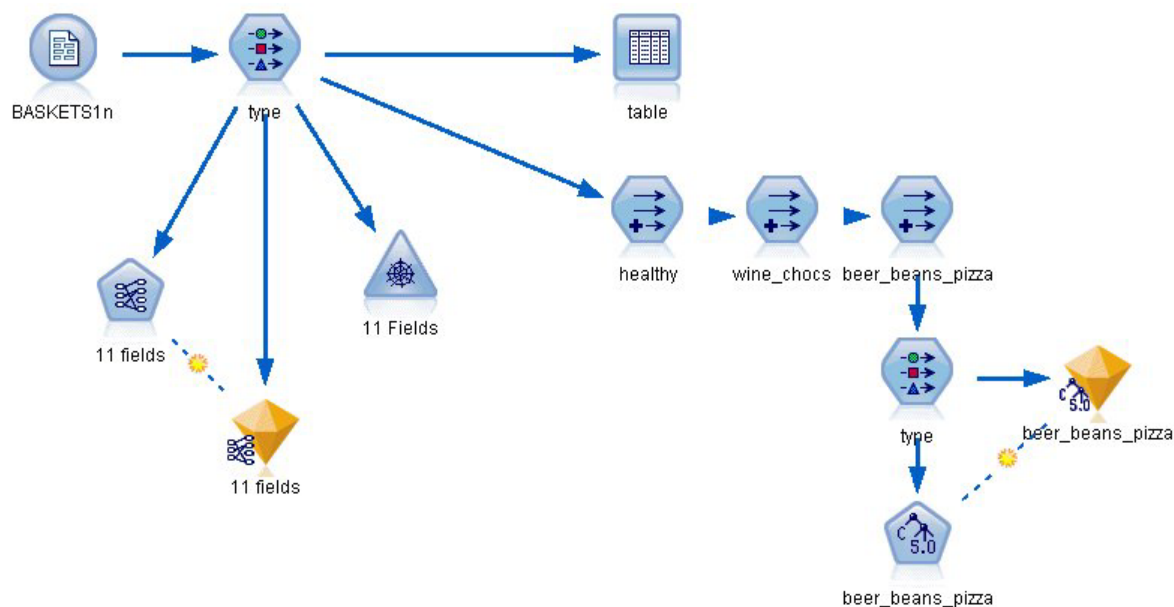 BASKETS1n
type
table
healthy
wine_chocs
beer_beans_pizza
11 fields
11 Fields
11 fields
type
C 5.0
beer_beans_pizza
C 5.0
beer_beans_pizza